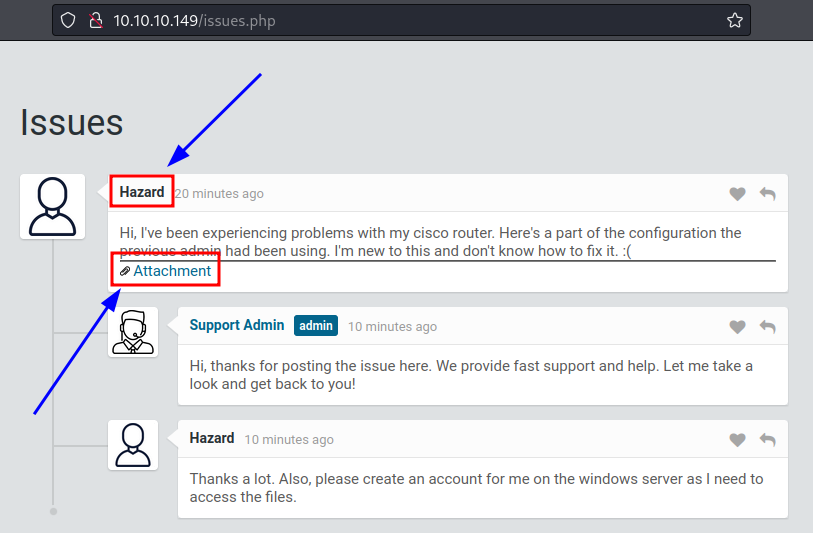 10.10.10.149/issues.php
Issues
Hazard 20 minutes ago
Hi, I've been experiencing problems with my cisco router. Here's a part of the configuration the
previous admin had been using. I'm new to this and don't know how to fix it. :(
Attachment
Support Admin admin 10 minutes ago
Hi, thanks for posting the issue here. We provide fast support and help. Let me take a
look and get back to you!
Hazard 10 minutes ago
Thanks a lot. Also, please create an account for me on the windows server as I need to
access the files.